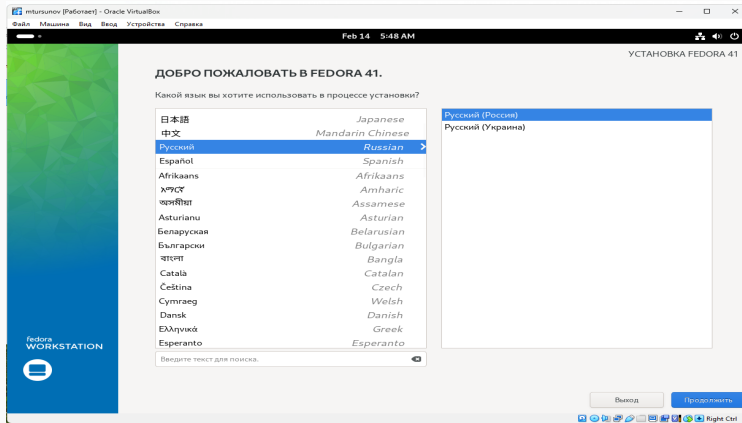 mtursunov [Работает] - Oracle VirtualBox
Файл Машина Вид Ввод Устройства Справка
Feb 14 5:48 AM
УСТАНОВКА FEDORA 41
ДОБРО ПОЖАЛОВАТЬ В FEDORA 41.
Какой язык вы хотите использовать в процессе установки?
日本語 Japanese
中文 Mandarin Chinese
Русский Russian
Español Spanish
Afrikaans Afrikaans
አማርኛ Amharic
অসমীয়া Assamese
Asturianu Asturian
Беларуская Belarusian
Български Bulgarian
বাংলা Bangla
Català Catalan
Čeština Czech
Cymraeg Welsh
Dansk Danish
Ελληνικά Greek
Esperanto Esperanto
Русский (Россия)
Русский (Украина)
Введите текст для поиска.
fedora
WORKSTATION
Выход Продолжить
Right Ctrl